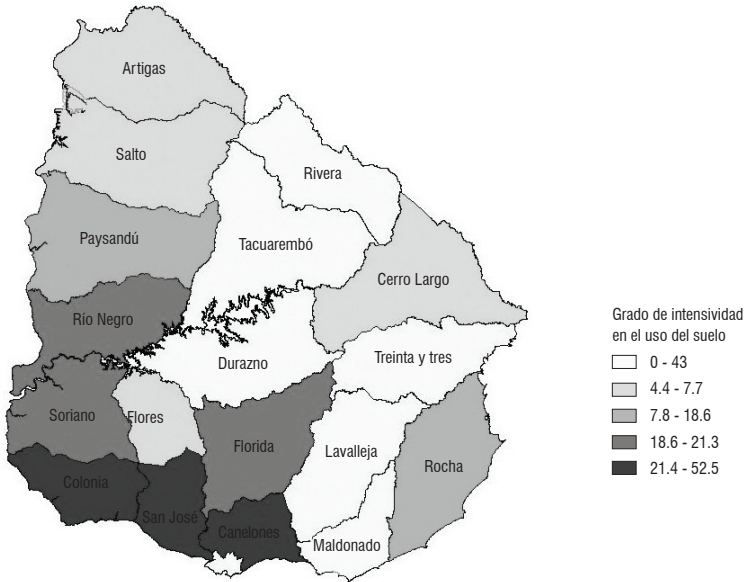 Artigas
Salto
Rivera
Paysandú
Tacuarembó
Cerro Largo
Río Negro
Durazno
Treinta y tres
Soriano
Flores
Florida
Lavalleja
Rocha
Colonia
San José
Canelones
Maldonado
Grado de intensividad
en el uso del suelo
0 - 43
4.4 - 7.7
7.8 - 18.6
18.6 - 21.3
21.4 - 52.5